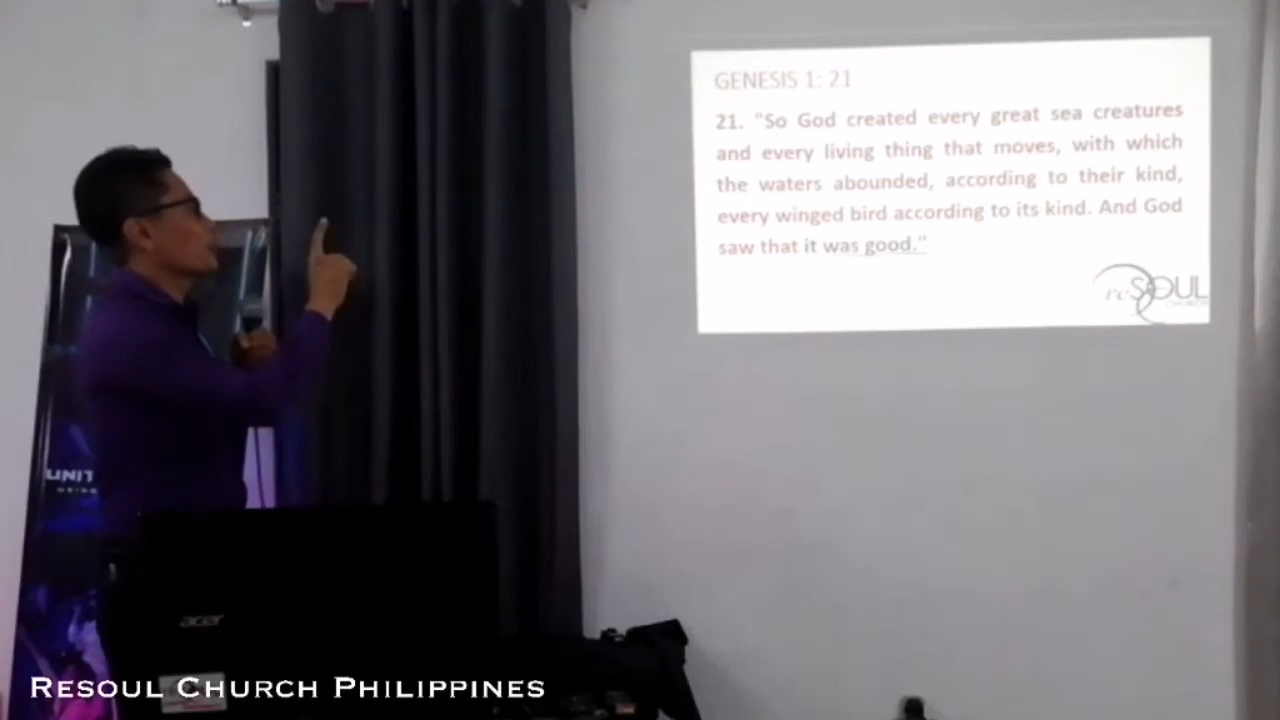 GENESIS 1: 21
21. "So God created every great sea creatures
and every living thing that moves, with which
the waters abounded, according to their kind,
every winged bird according to its kind. And God
saw that it was good."
reSOUL
CHURCH
UNIT
acer
RESOUL CHURCH PHILIPPINES